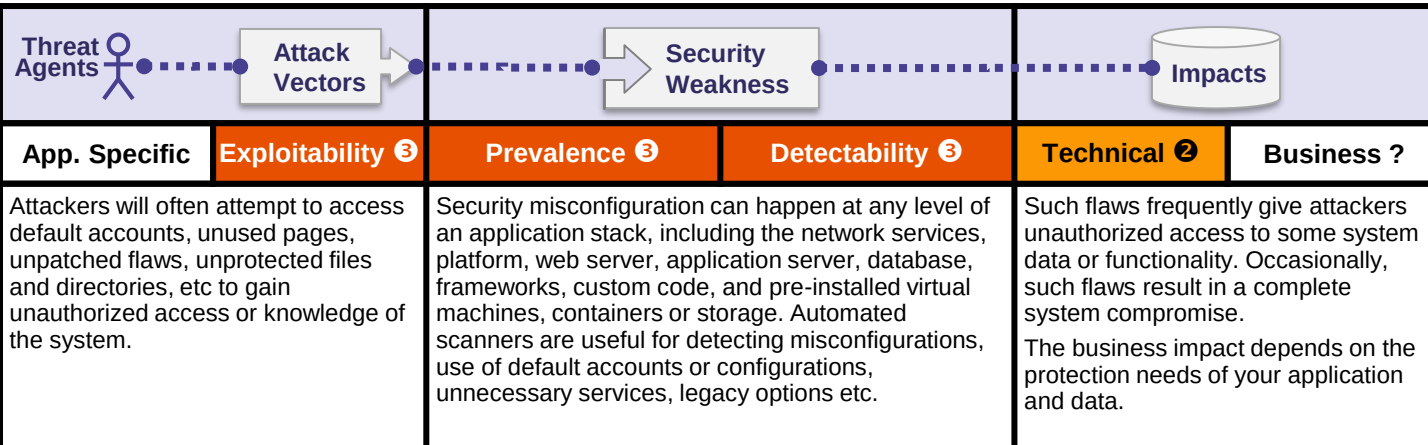 Threat
Agents
Attack
Vectors
Security
Weakness
Impacts
App. Specific
Exploitability ❸
Prevalence ❸
Detectability ❸
Technical ❷
Business ?
Attackers will often attempt to access
default accounts, unused pages,
unpatched flaws, unprotected files
and directories, etc to gain
unauthorized access or knowledge of
the system.
Security misconfiguration can happen at any level of
an application stack, including the network services,
platform, web server, application server, database,
frameworks, custom code, and pre-installed virtual
machines, containers or storage. Automated
scanners are useful for detecting misconfigurations,
use of default accounts or configurations,
unnecessary services, legacy options etc.
Such flaws frequently give attackers
unauthorized access to some system
data or functionality. Occasionally,
such flaws result in a complete
system compromise.
The business impact depends on the
protection needs of your application
and data.